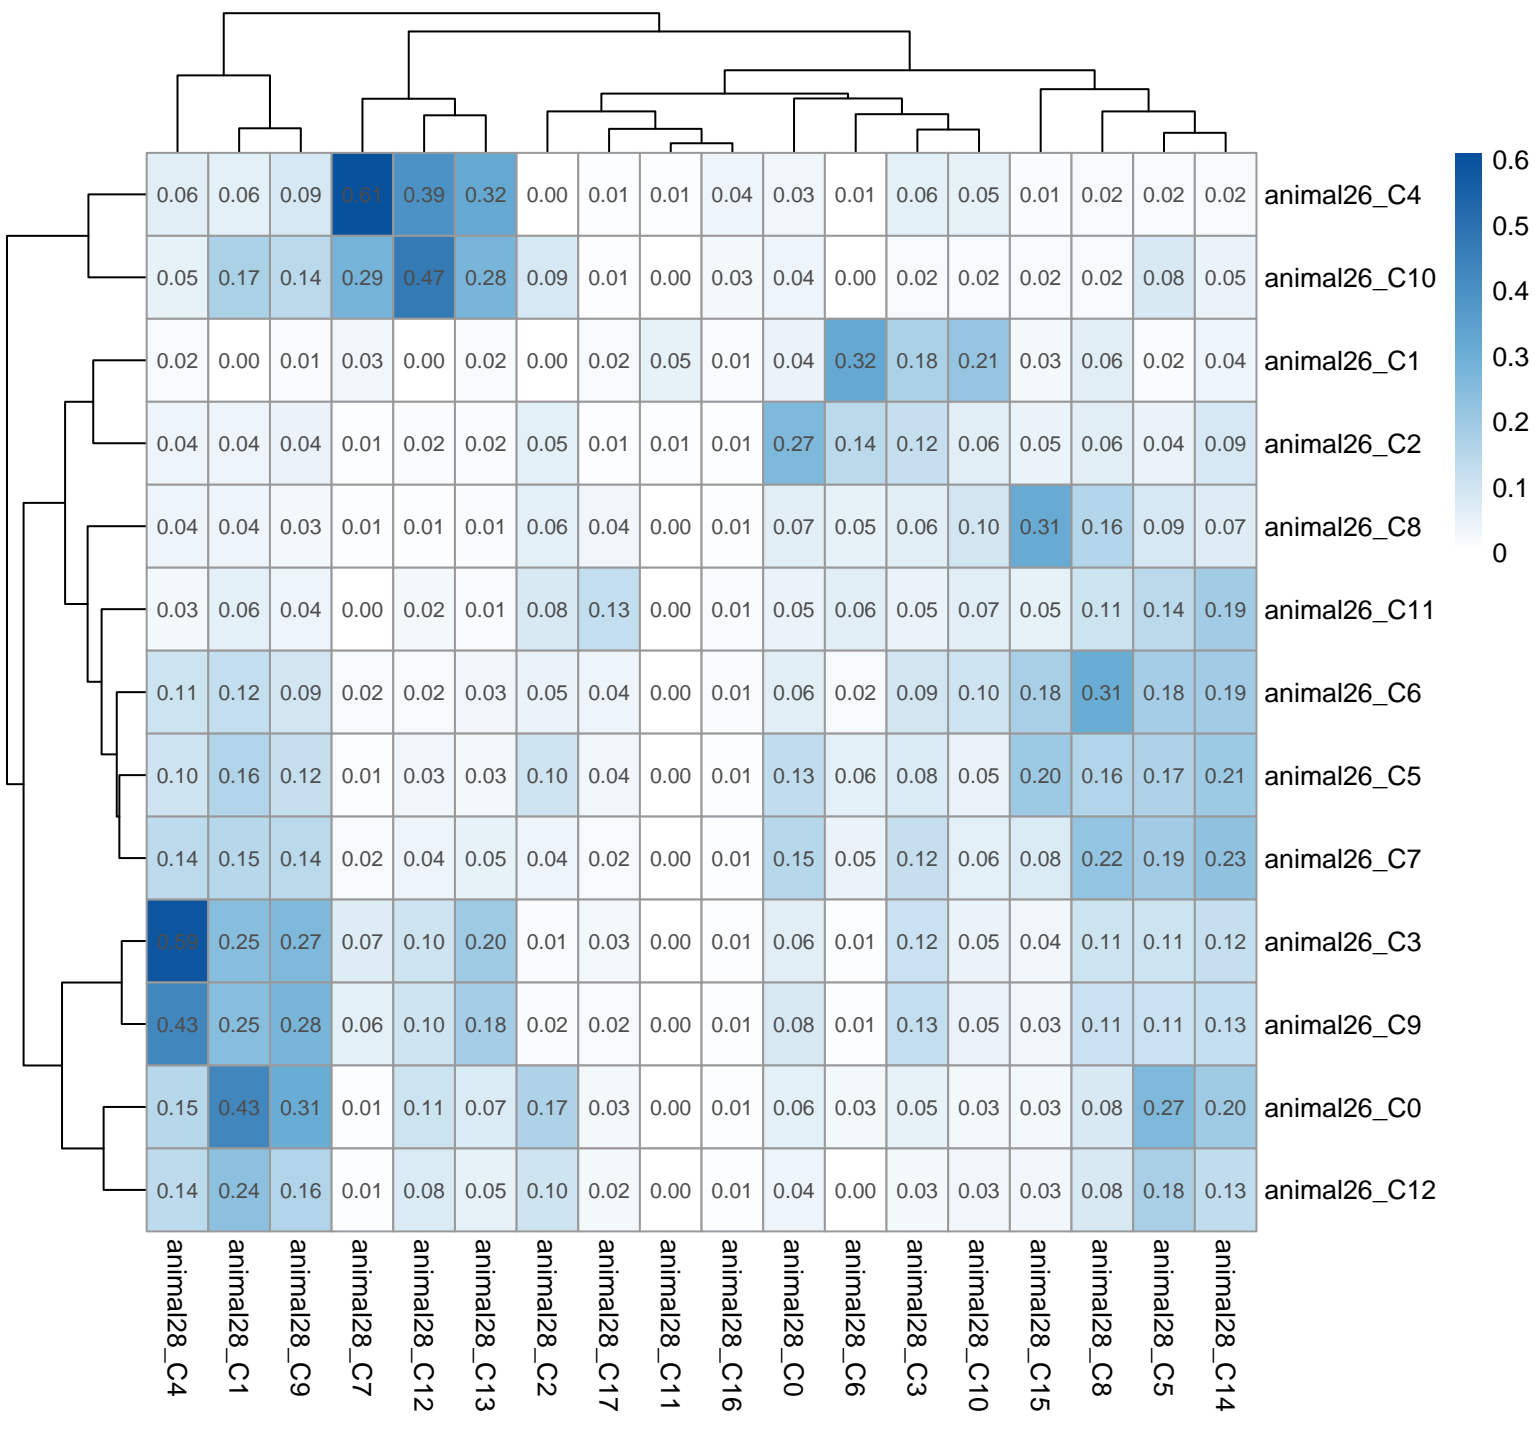 0.06 0.06 0.09 0.61 0.39 0.32 0.00 0.01 0.01 0.04 0.03 0.01 0.06 0.05 0.01 0.02 0.02 0.02 animal26_C4
0.05 0.17 0.14 0.29 0.47 0.28 0.09 0.01 0.00 0.03 0.04 0.00 0.02 0.02 0.02 0.02 0.08 0.05 animal26_C10
0.02 0.00 0.01 0.03 0.00 0.02 0.00 0.02 0.05 0.01 0.04 0.32 0.18 0.21 0.03 0.06 0.02 0.04 animal26_C1
0.04 0.04 0.04 0.01 0.02 0.02 0.05 0.01 0.01 0.01 0.27 0.14 0.12 0.06 0.05 0.06 0.04 0.09 animal26_C2
0.04 0.04 0.03 0.01 0.01 0.01 0.06 0.04 0.00 0.01 0.07 0.05 0.06 0.10 0.31 0.16 0.09 0.07 animal26_C8
0.03 0.06 0.04 0.00 0.02 0.01 0.08 0.13 0.00 0.01 0.05 0.06 0.05 0.07 0.05 0.11 0.14 0.19 animal26_C11
0.11 0.12 0.09 0.02 0.02 0.03 0.05 0.04 0.00 0.01 0.06 0.02 0.09 0.10 0.18 0.31 0.18 0.19 animal26_C6
0.10 0.16 0.12 0.01 0.03 0.03 0.10 0.04 0.00 0.01 0.13 0.06 0.08 0.05 0.20 0.16 0.17 0.21 animal26_C5
0.14 0.15 0.14 0.02 0.04 0.05 0.04 0.02 0.00 0.01 0.15 0.05 0.12 0.06 0.08 0.22 0.19 0.23 animal26_C7
0.59 0.25 0.27 0.07 0.10 0.20 0.01 0.03 0.00 0.01 0.06 0.01 0.12 0.05 0.04 0.11 0.11 0.12 animal26_C3
0.43 0.25 0.28 0.06 0.10 0.18 0.02 0.02 0.00 0.01 0.08 0.01 0.13 0.05 0.03 0.11 0.11 0.13 animal26_C9
0.15 0.43 0.31 0.01 0.11 0.07 0.17 0.03 0.00 0.01 0.06 0.03 0.05 0.03 0.03 0.08 0.27 0.20 animal26_C0
0.14 0.24 0.16 0.01 0.08 0.05 0.10 0.02 0.00 0.01 0.04 0.00 0.03 0.03 0.03 0.08 0.18 0.13 animal26_C12
animal28_C4
animal28_C1
animal28_C9
animal28_C7
animal28_C12
animal28_C13
animal28_C2
animal28_C17
animal28_C11
animal28_C16
animal28_C0
animal28_C6
animal28_C3
animal28_C10
animal28_C15
animal28_C8
animal28_C5
animal28_C14
0.6
0.5
0.4
0.3
0.2
0.1
0